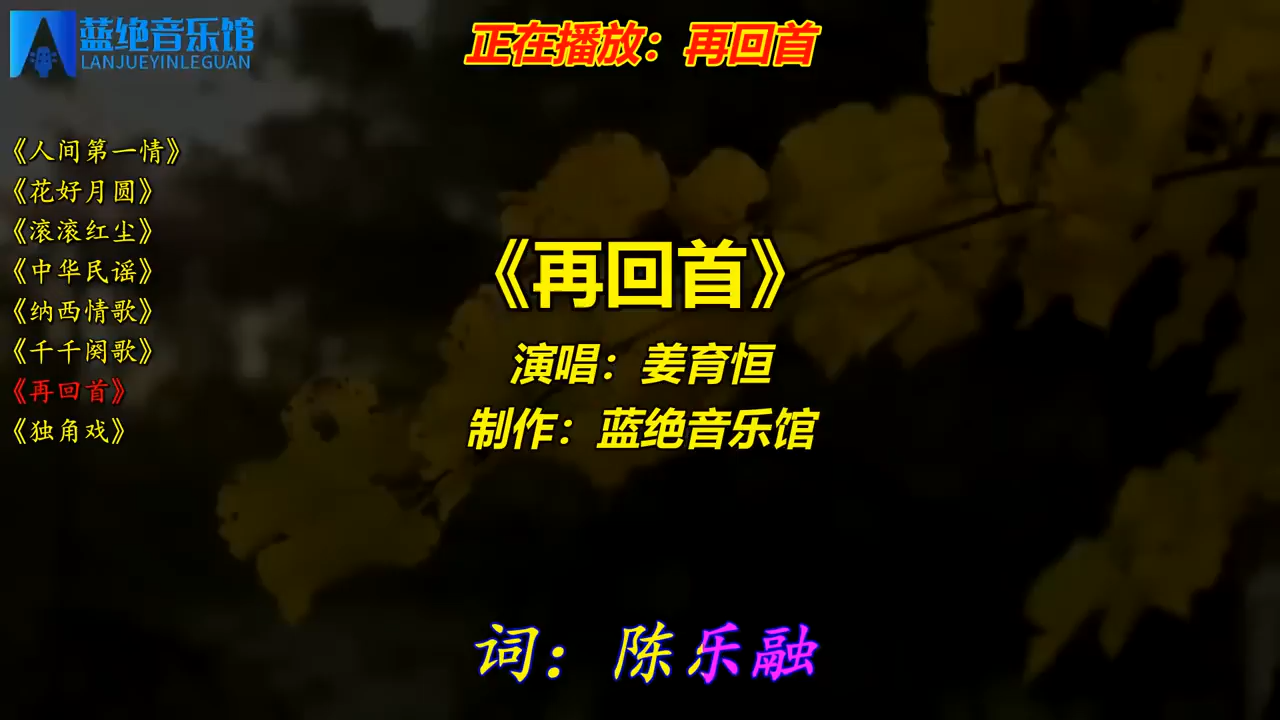 蓝绝音乐馆
LANJUEYINLEGUAN
正在播放：再回首
《人间第一情》
《花好月圆》
《滚滚红尘》
《中华民谣》
《纳西情歌》
《千千阕歌》
《再回首》
《独角戏》
《再回首》
演唱：姜育恒
制作：蓝绝音乐馆
词：陈乐融